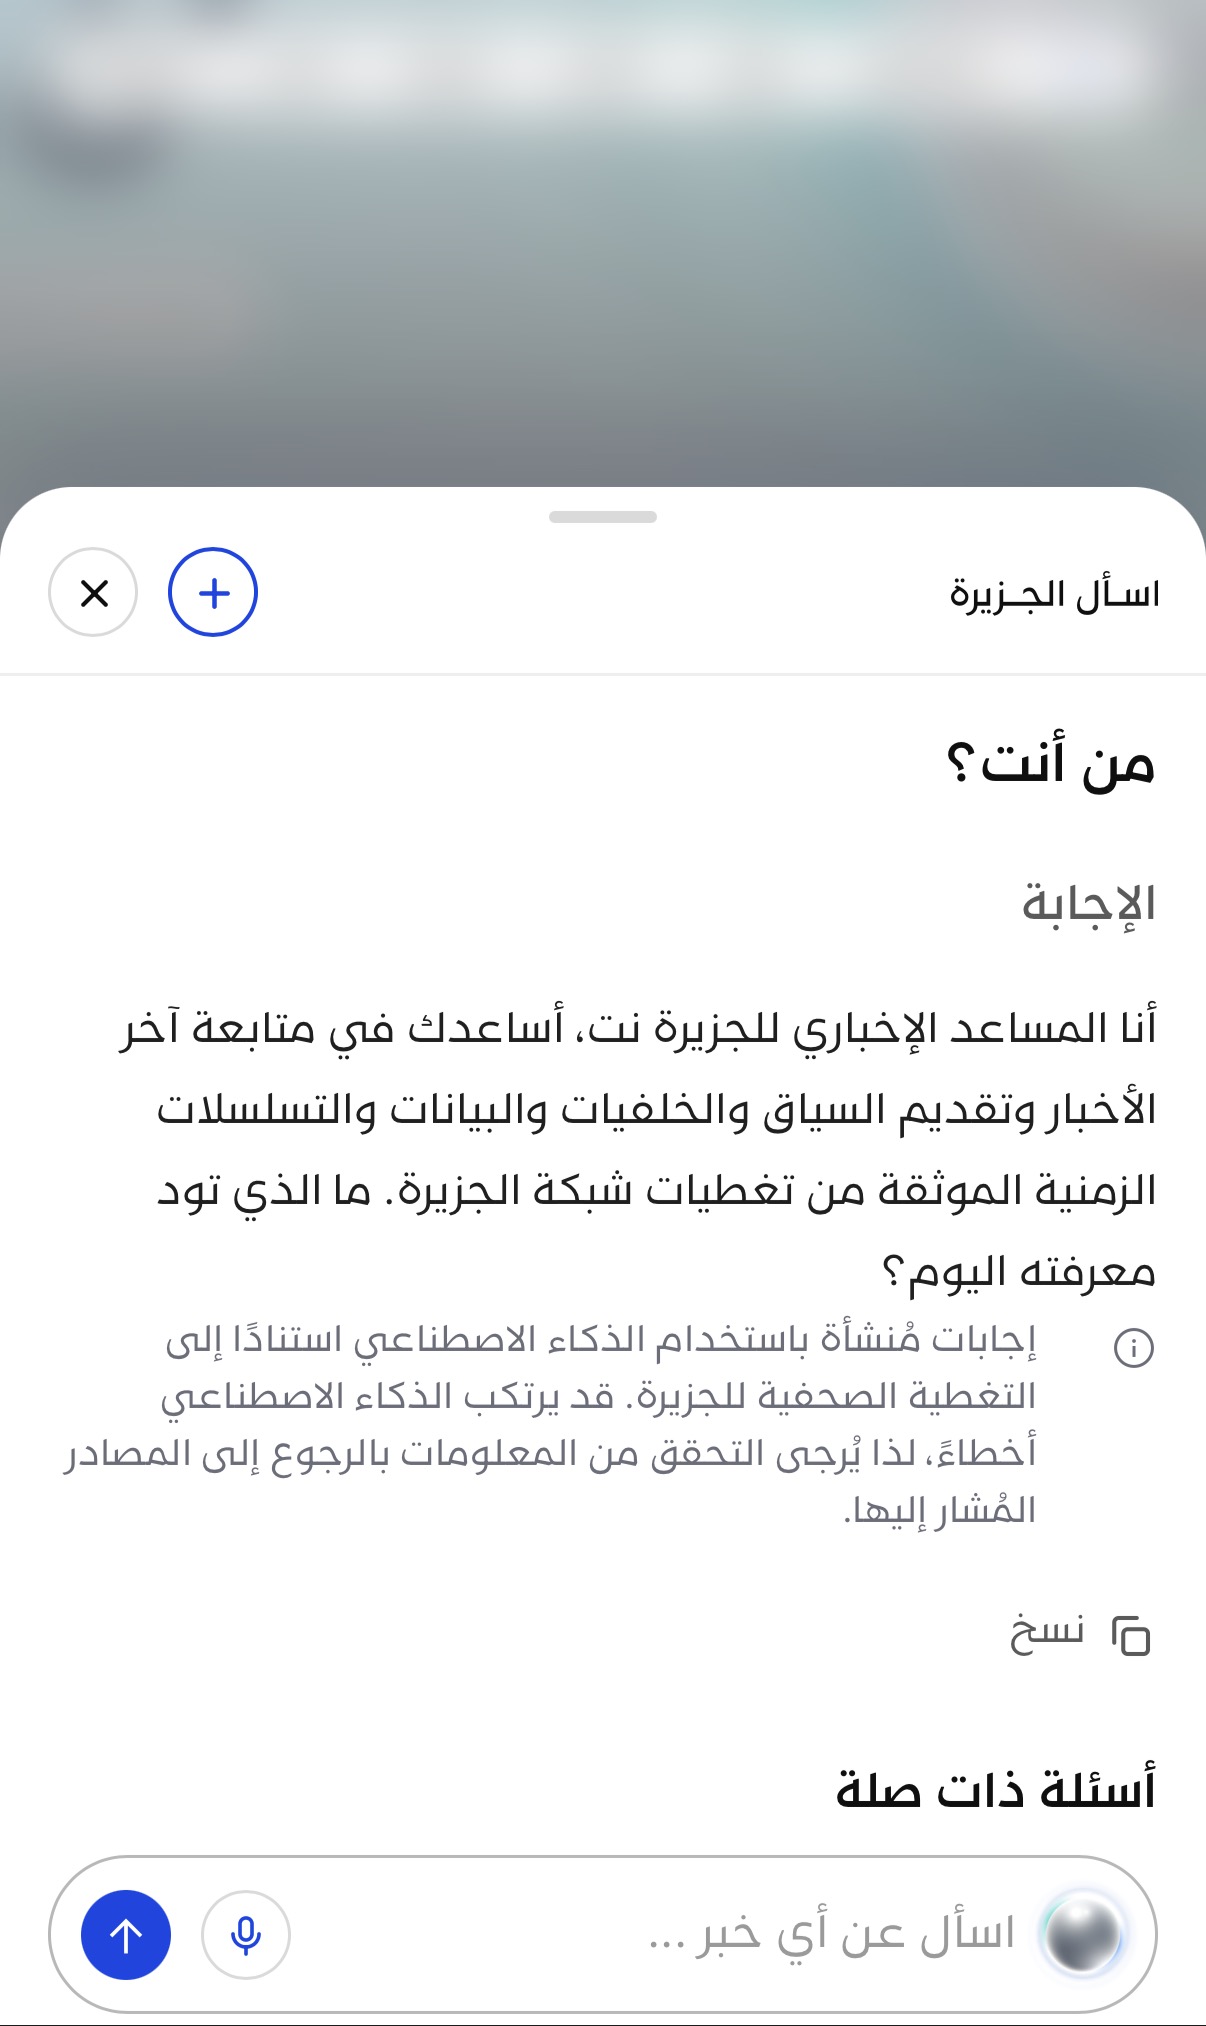 اسأل الجزيرة
من أنت؟
الإجابة
أنا المساعد الإخباري للجزيرة نت، أساعدك في متابعة آخر
الأخبار وتقديم السياق والخلفيات والبيانات والتسلسلات
الزمنية الموثقة من تغطيات شبكة الجزيرة. ما الذي تود
معرفته اليوم؟
إجابات مُنشأة باستخدام الذكاء الاصطناعي استنادًا إلى
التغطية الصحفية للجزيرة. قد يرتكب الذكاء الاصطناعي
أخطاءً، لذا يُرجى التحقق من المعلومات بالرجوع إلى المصادر
المُشار إليها.
نسخ
أسئلة ذات صلة
اسأل عن أي خبر ...